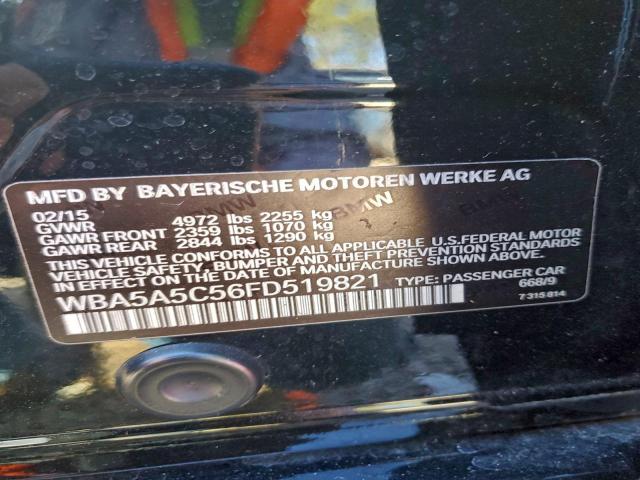 MFD BY BAYERISCHE MOTOREN WERKE AG
02/15
GVWR 4972 lbs 2255 kg
GAWR FRONT 2359 lbs 1070 kg
GAWR REAR 2844 lbs 1290 kg
THIS VEHICLE CONFORMS TO ALL APPLICABLE U.S. FEDERAL MOTOR
VEHICLE SAFETY, BUMPER AND THEFT PREVENTION STANDARDS
IN EFFECT ON THE DATE OF MANUFACTURE SHOWN ABOVE.
WBA5A5C56FD519821 TYPE: PASSENGER CAR
668/9
7 315 814
BMW
BMW
BMW